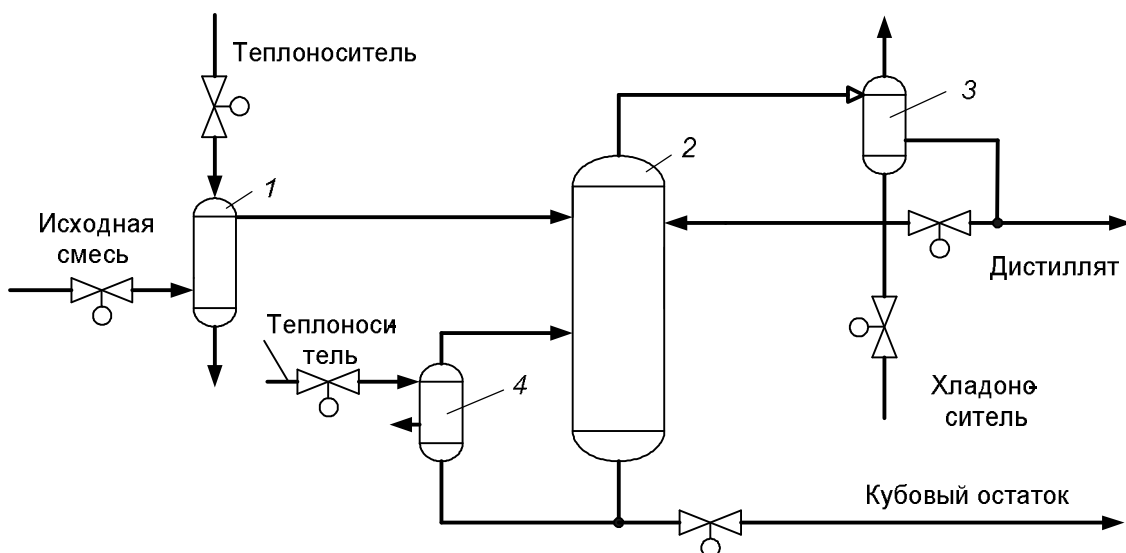 Теплоноситель
3
2
1
Исходная
смесь
Дистиллят
Теплоноси-
тель
4
Хладоно-
ситель
Кубовый остаток